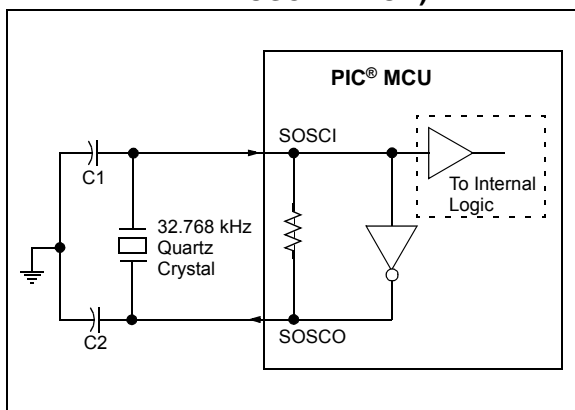 PIC® MCU
SOSCI
C1
To Internal
Logic
32.768 kHz
Quartz
Crystal
C2
SOSCO